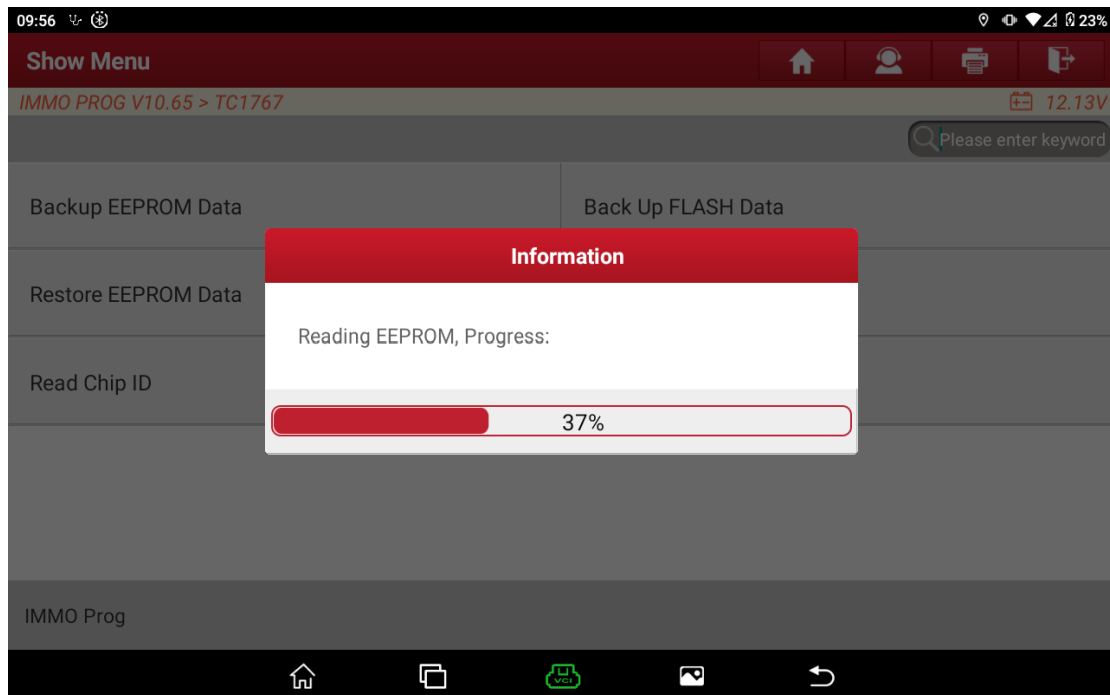 09:56 23%
Show Menu
IMMO PROG V10.65 > TC1767 12.13V
Please enter keyword
Backup EEPROM Data Back Up FLASH Data
Information
Restore EEPROM Data
Reading EEPROM, Progress:
Read Chip ID
37%
IMMO Prog
VCI